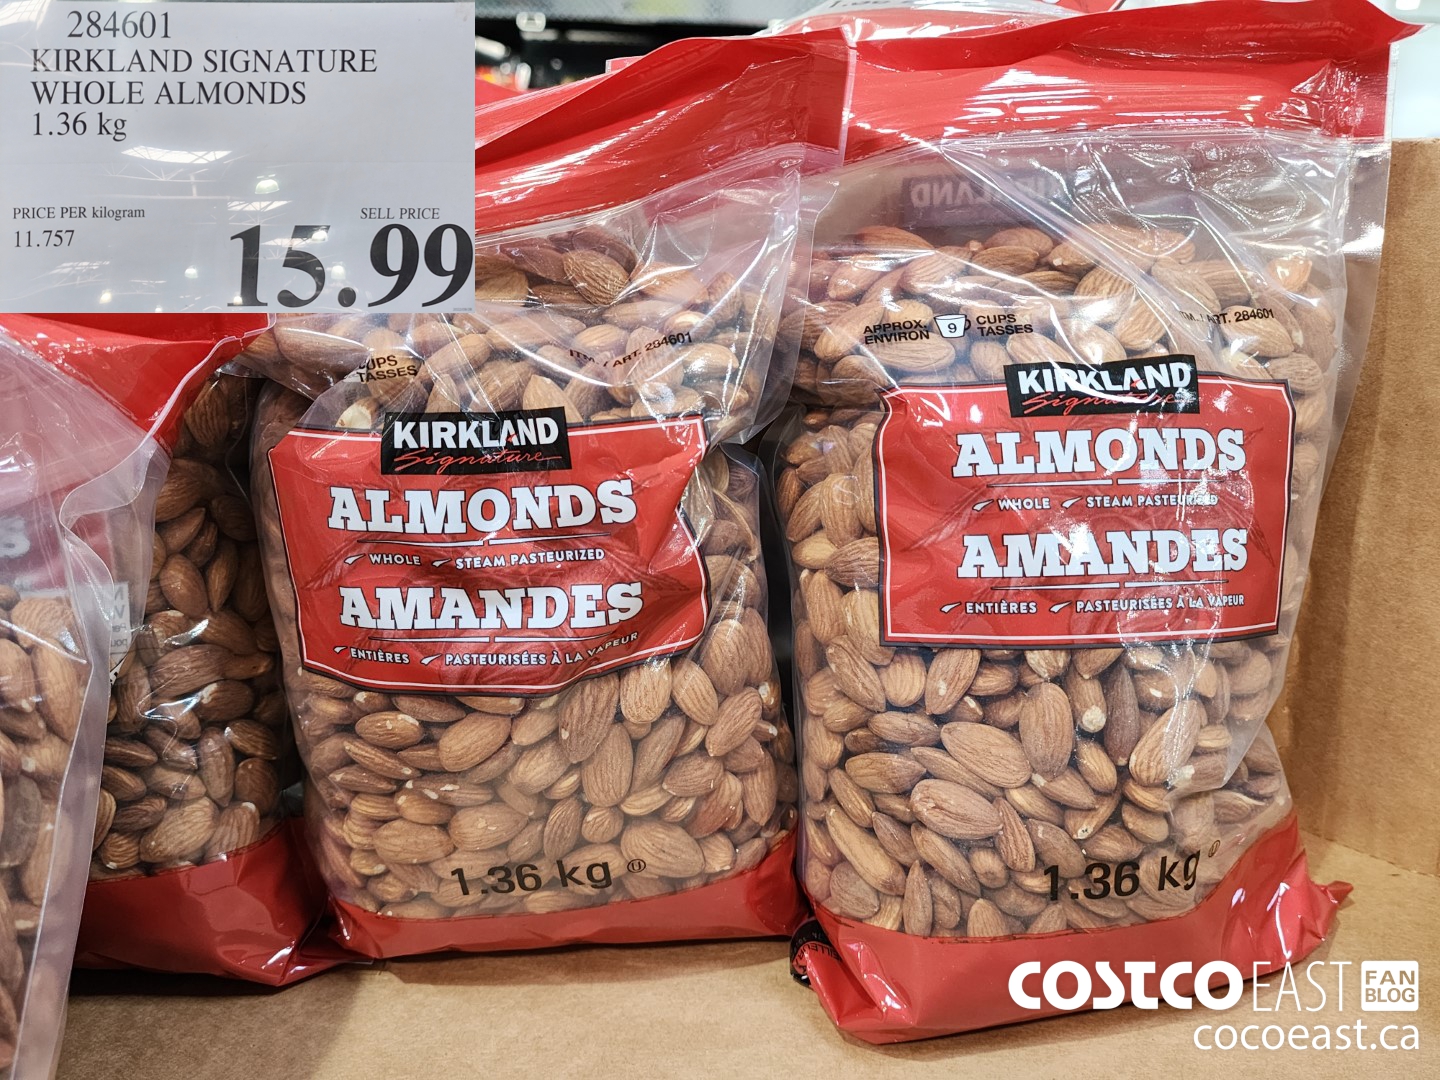 284601
KIRKLAND SIGNATURE
WHOLE ALMONDS
1.36 kg
PRICE PER kilogram
11.757
SELL PRICE
15.99
CUPS
TASSES
ITM. / ART. 284601
KIRKLAND
Signature
ALMONDS
WHOLE STEAM PASTEURIZED
AMANDES
ENTIÈRES PASTEURISÉES À LA VAPEUR
1.36 kg
KIRKLAND
APPROX. 9 CUPS
ENVIRON TASSES
ITM. / ART. 284601
KIRKLAND
Signature
ALMONDS
WHOLE STEAM PASTEURIZED
AMANDES
ENTIÈRES PASTEURISÉES À LA VAPEUR
1.36 kg
COSTCO EAST FAN BLOG
cocoeast.ca